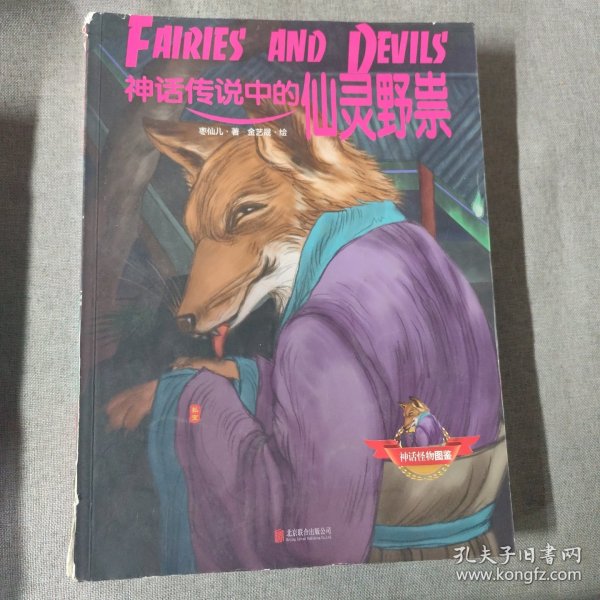 FAIRIES AND DEVILS
神话传说中的仙灵野祟
枣仙儿·著 金艺晟·绘
神话怪物图鉴
北京联合出版公司
孔夫子旧书网
www.kongfz.com